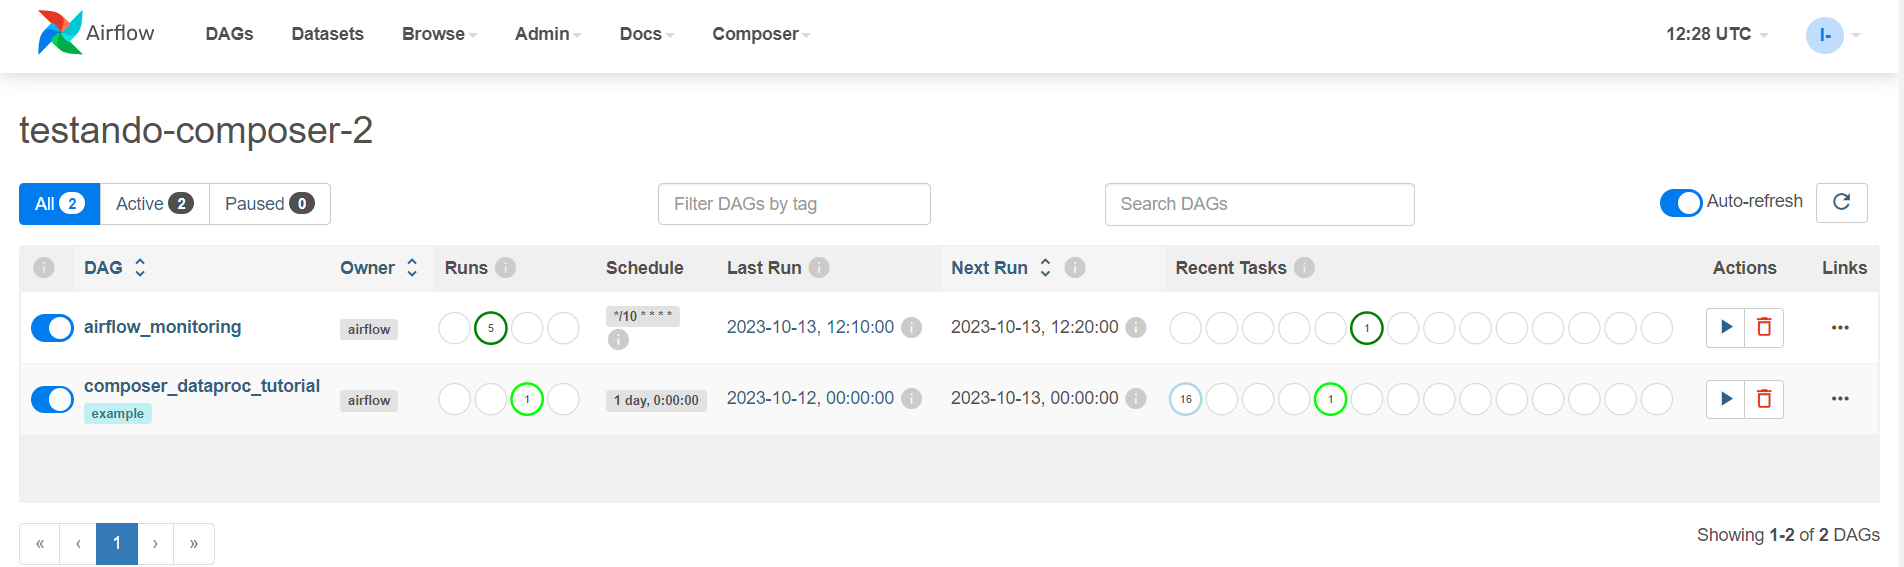 Airflow DAGs Datasets Browse Admin Docs Composer 12:28 UTC I-
testando-composer-2
All 2 Active 2 Paused 0 Filter DAGs by tag Search DAGs Auto-refresh
i DAG Owner Runs i Schedule Last Run i Next Run i Recent Tasks i Actions Links
airflow_monitoring airflow 5 */10 * * * * i 2023-10-13, 12:10:00 i 2023-10-13, 12:20:00 i 1 ...
composer_dataproc_tutorial airflow 1 1 day, 0:00:00 2023-10-12, 00:00:00 i 2023-10-13, 00:00:00 i 16 1 ...
example
« ‹ 1 › » Showing 1-2 of 2 DAGs